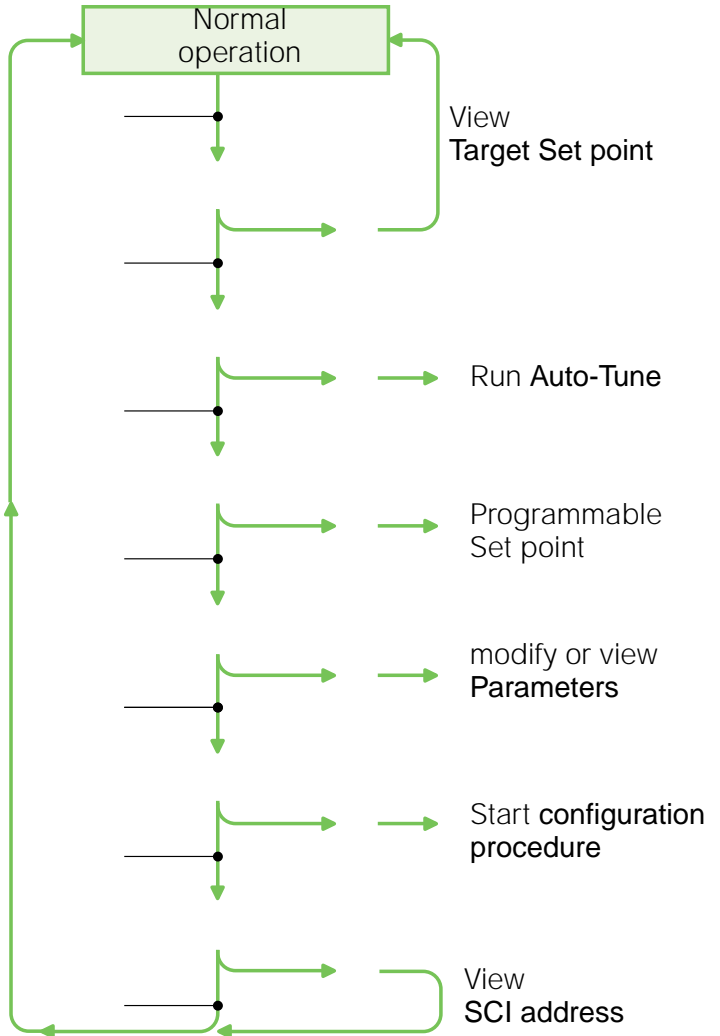 Normal
operation
View
Target Set point
Run Auto-Tune
Programmable
Set point
modify or view
Parameters
Start configuration
procedure
View
SCI address